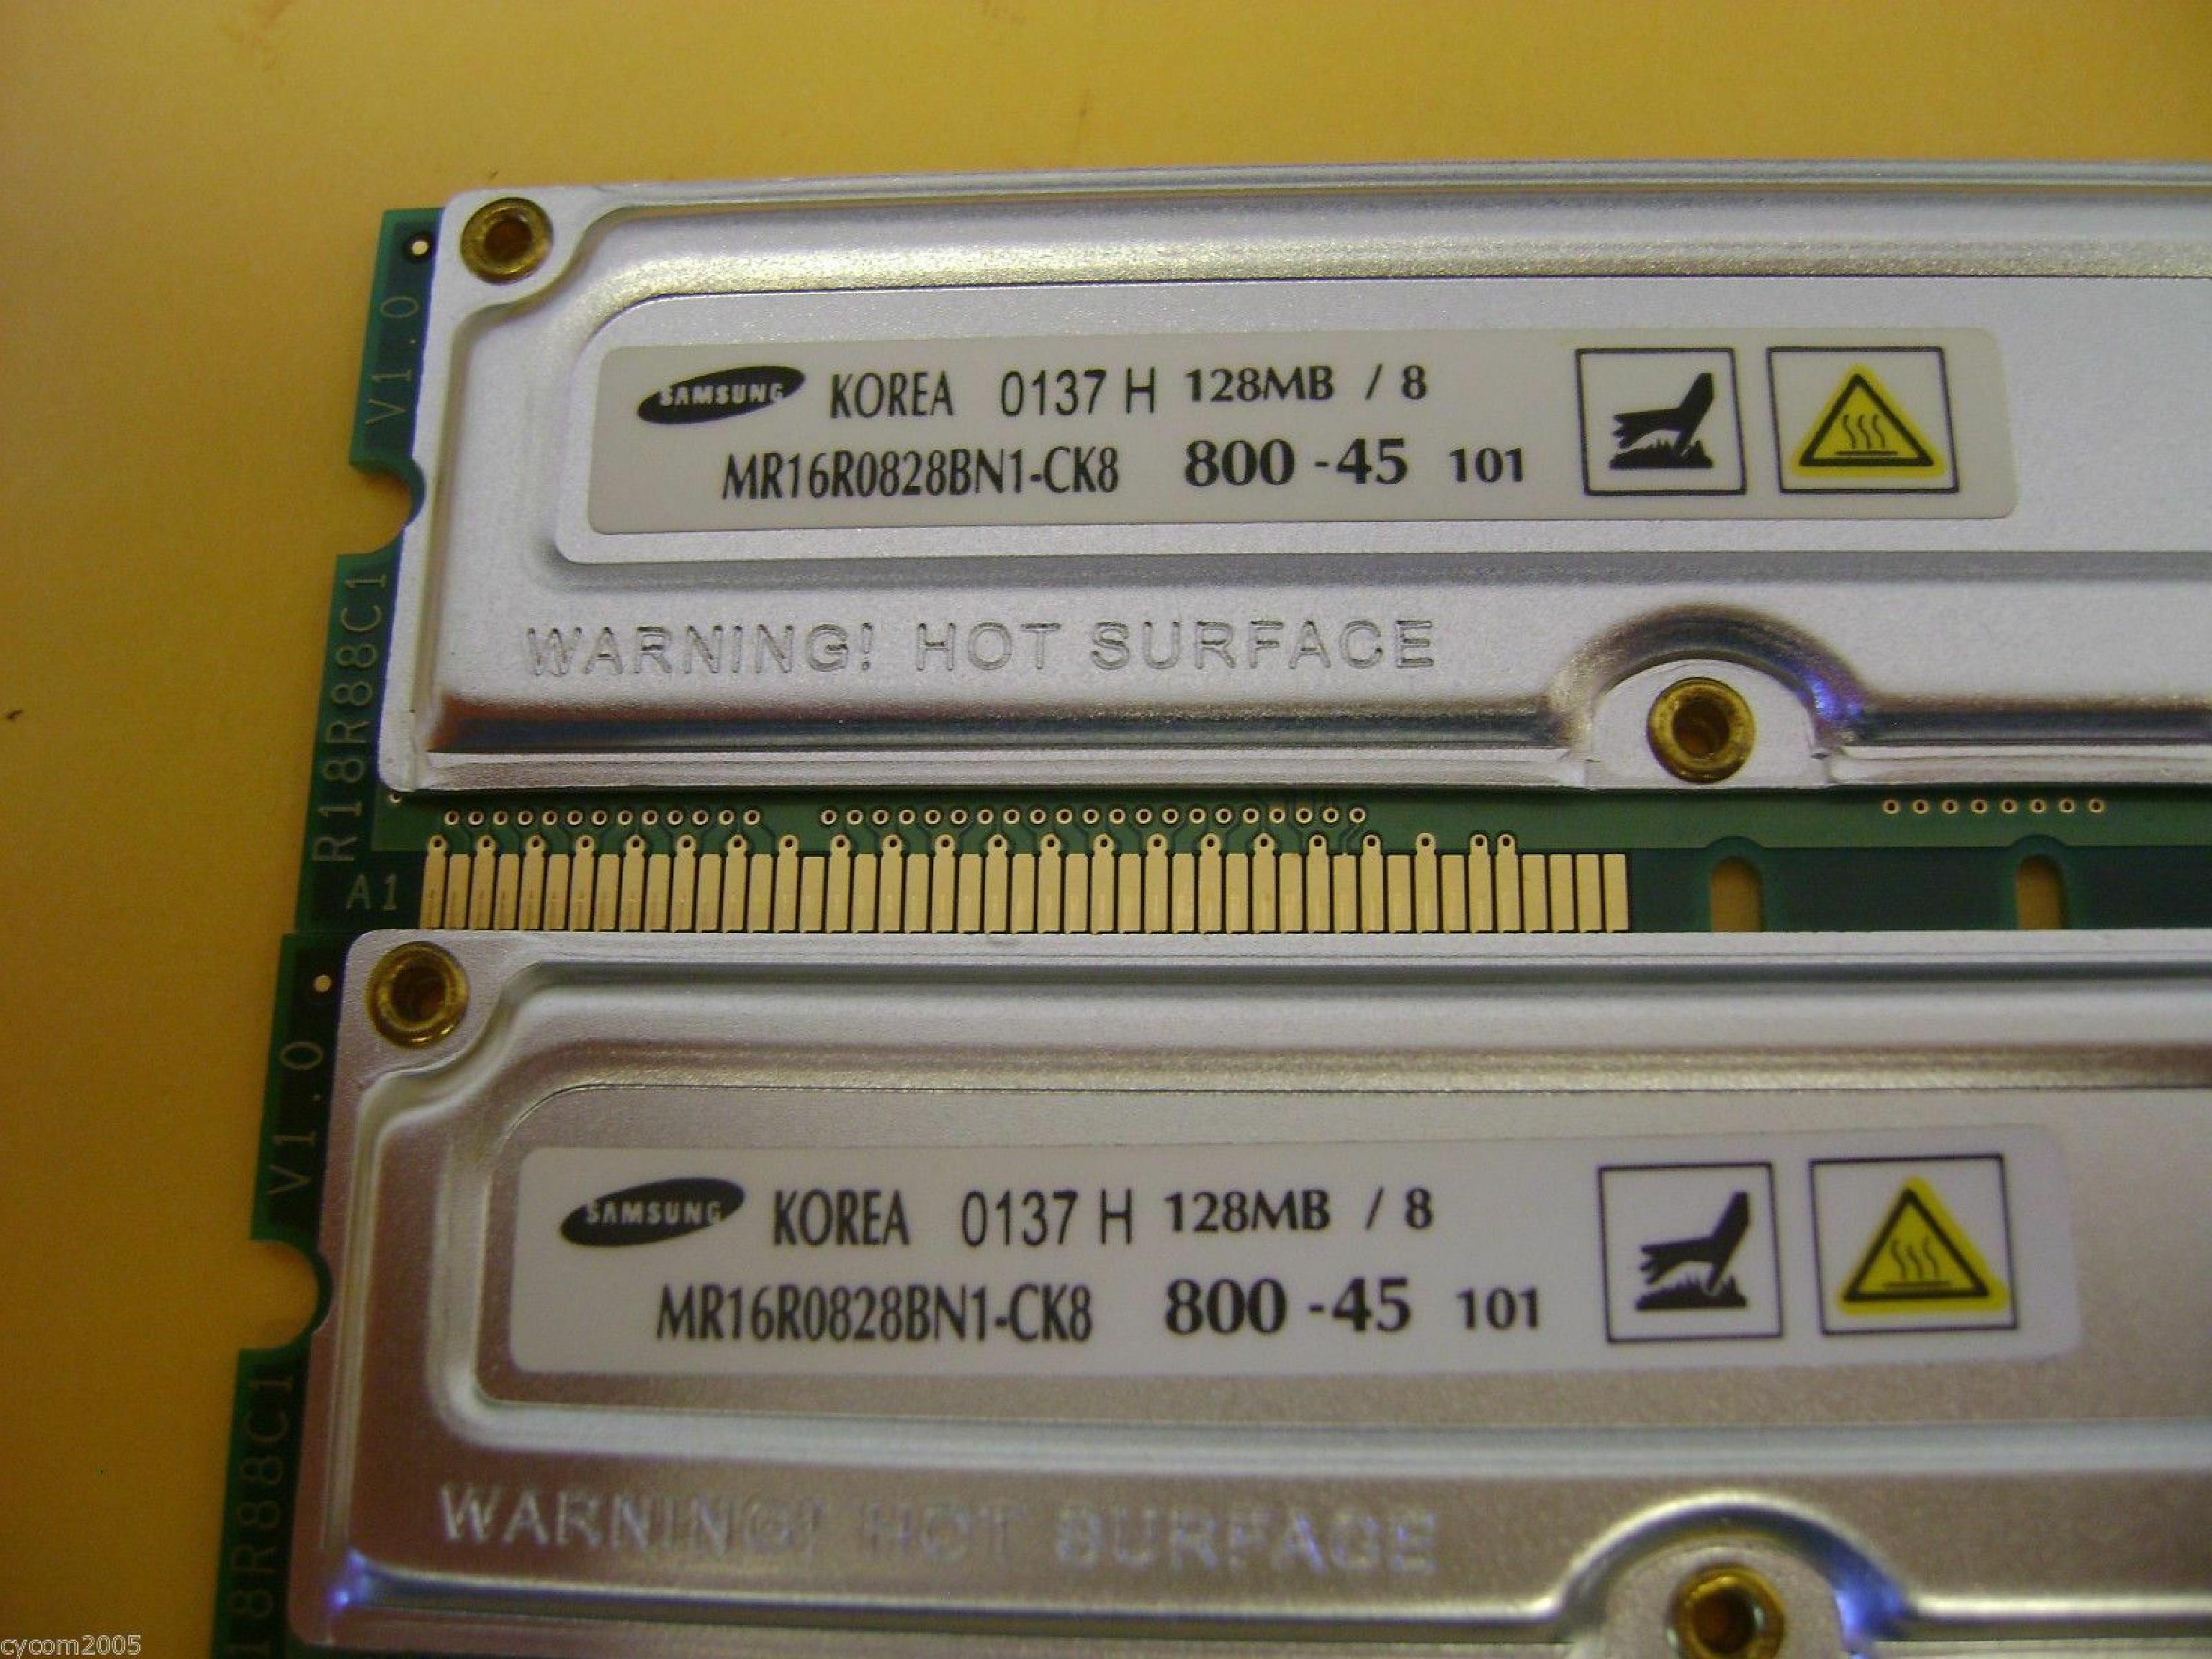 V1.0
SAMSUNG KOREA 0137 H 128MB / 8
MR16R0828BN1-CK8 800 -45 101
R18R88C1
WARNING! HOT SURFACE
A1
V1.0
SAMSUNG KOREA 0137 H 128MB / 8
MR16R0828BN1-CK8 800 -45 101
18R88C1
WARNING! HOT SURFACE
cycom2005